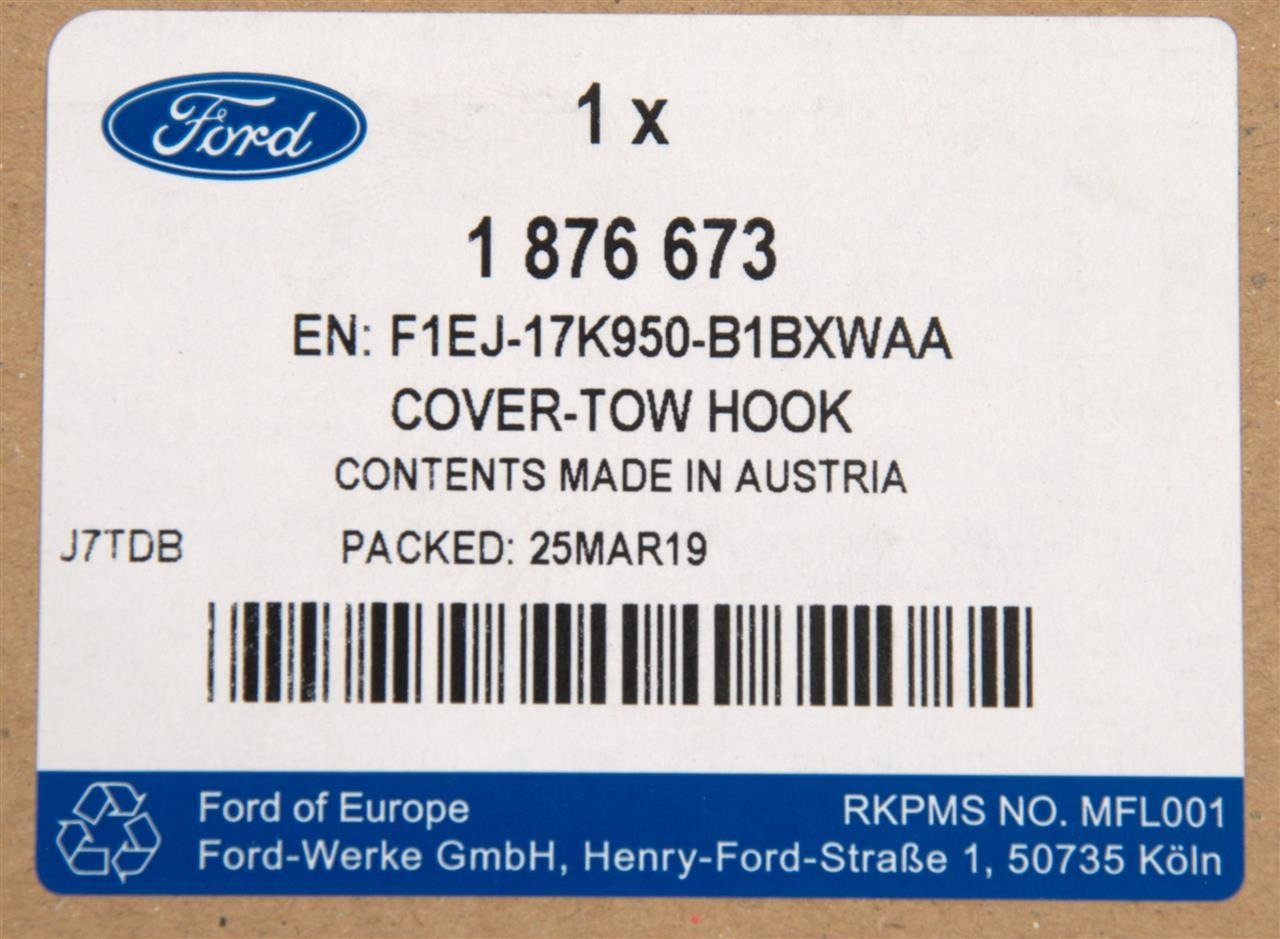 Ford
1 x
1 876 673
EN: F1EJ-17K950-B1BXWAA
COVER-TOW HOOK
CONTENTS MADE IN AUSTRIA
J7TDB PACKED: 25MAR19
Ford of Europe RKPMS NO. MFL001
Ford-Werke GmbH, Henry-Ford-Straße 1, 50735 Köln